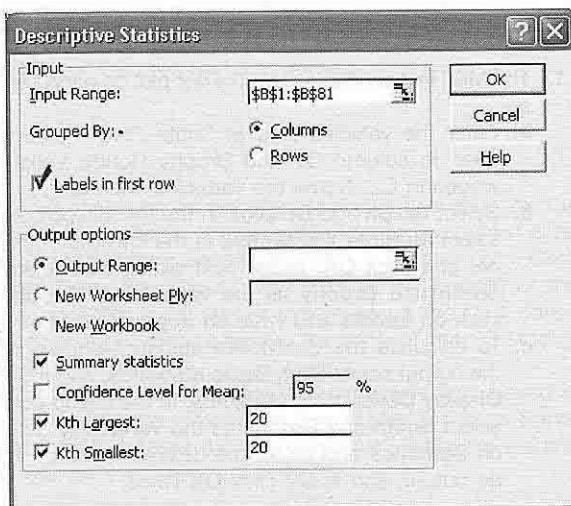 Descriptive Statistics
Input
Input Range:
$B$1:$B$81
Grouped By:
Columns
Rows
Labels in first row
OK
Cancel
Help
Output options
Output Range:
New Worksheet Ply:
New Workbook
Summary statistics
Confidence Level for Mean:
95 %
Kth Largest:
20
Kth Smallest:
20